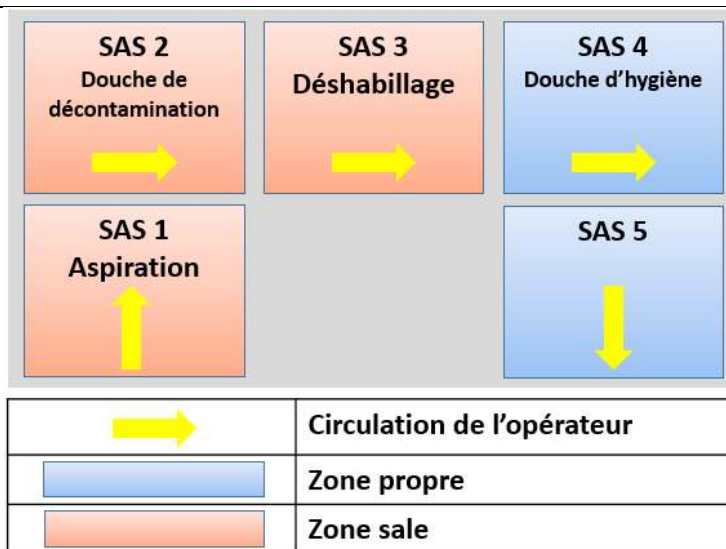 SAS 2
Douche de
décontamination
SAS 3
Déshabillage
SAS 4
Douche d'hygiène
SAS 1
Aspiration
SAS 5
Circulation de l'opérateur
Zone propre
Zone sale